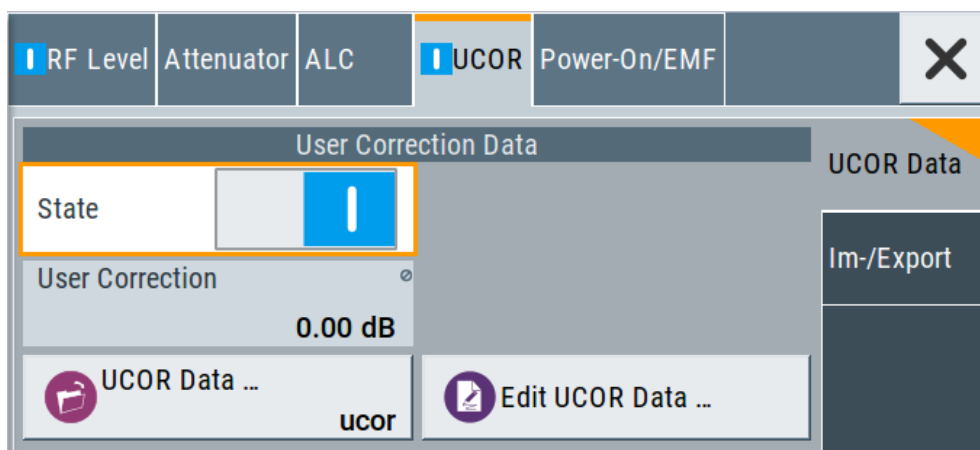 RF Level Attenuator ALC UCOR Power-On/EMF
User Correction Data
UCOR Data
State
Im-/Export
User Correction
0.00 dB
UCOR Data ...
ucor
Edit UCOR Data ...